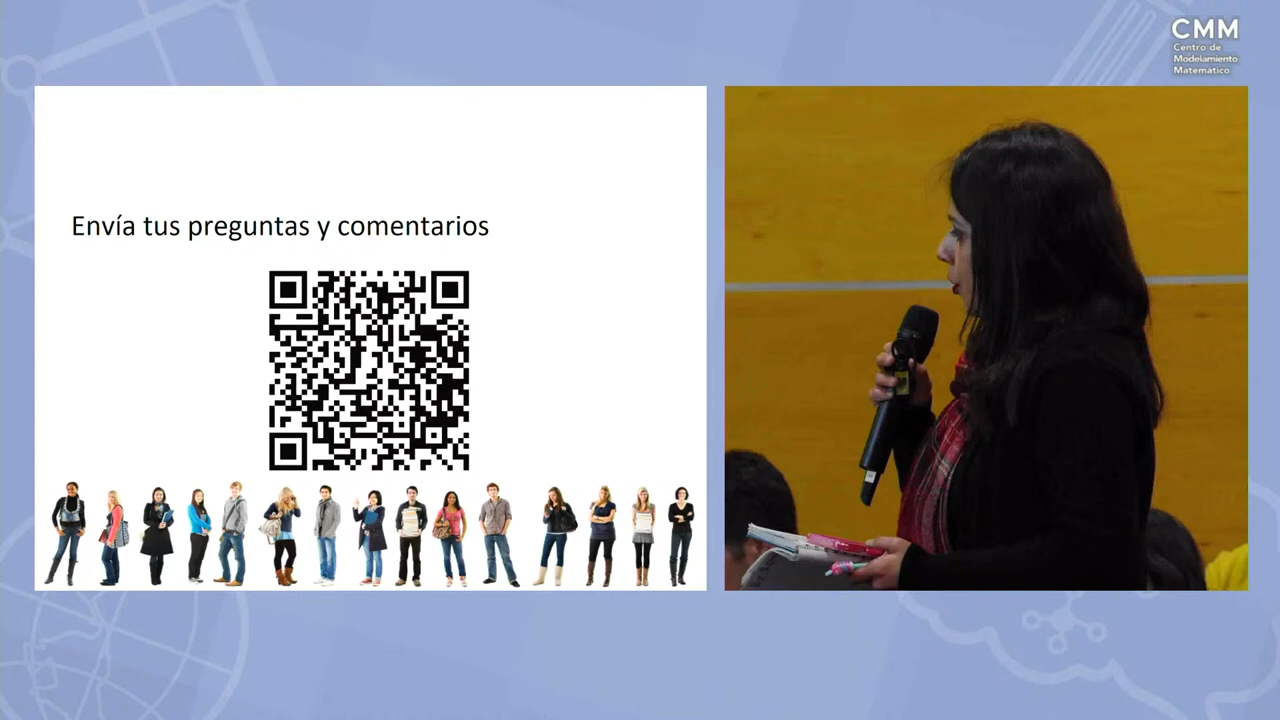 CMM
Centro de
Modelamiento
Matemático
Envía tus preguntas y comentarios